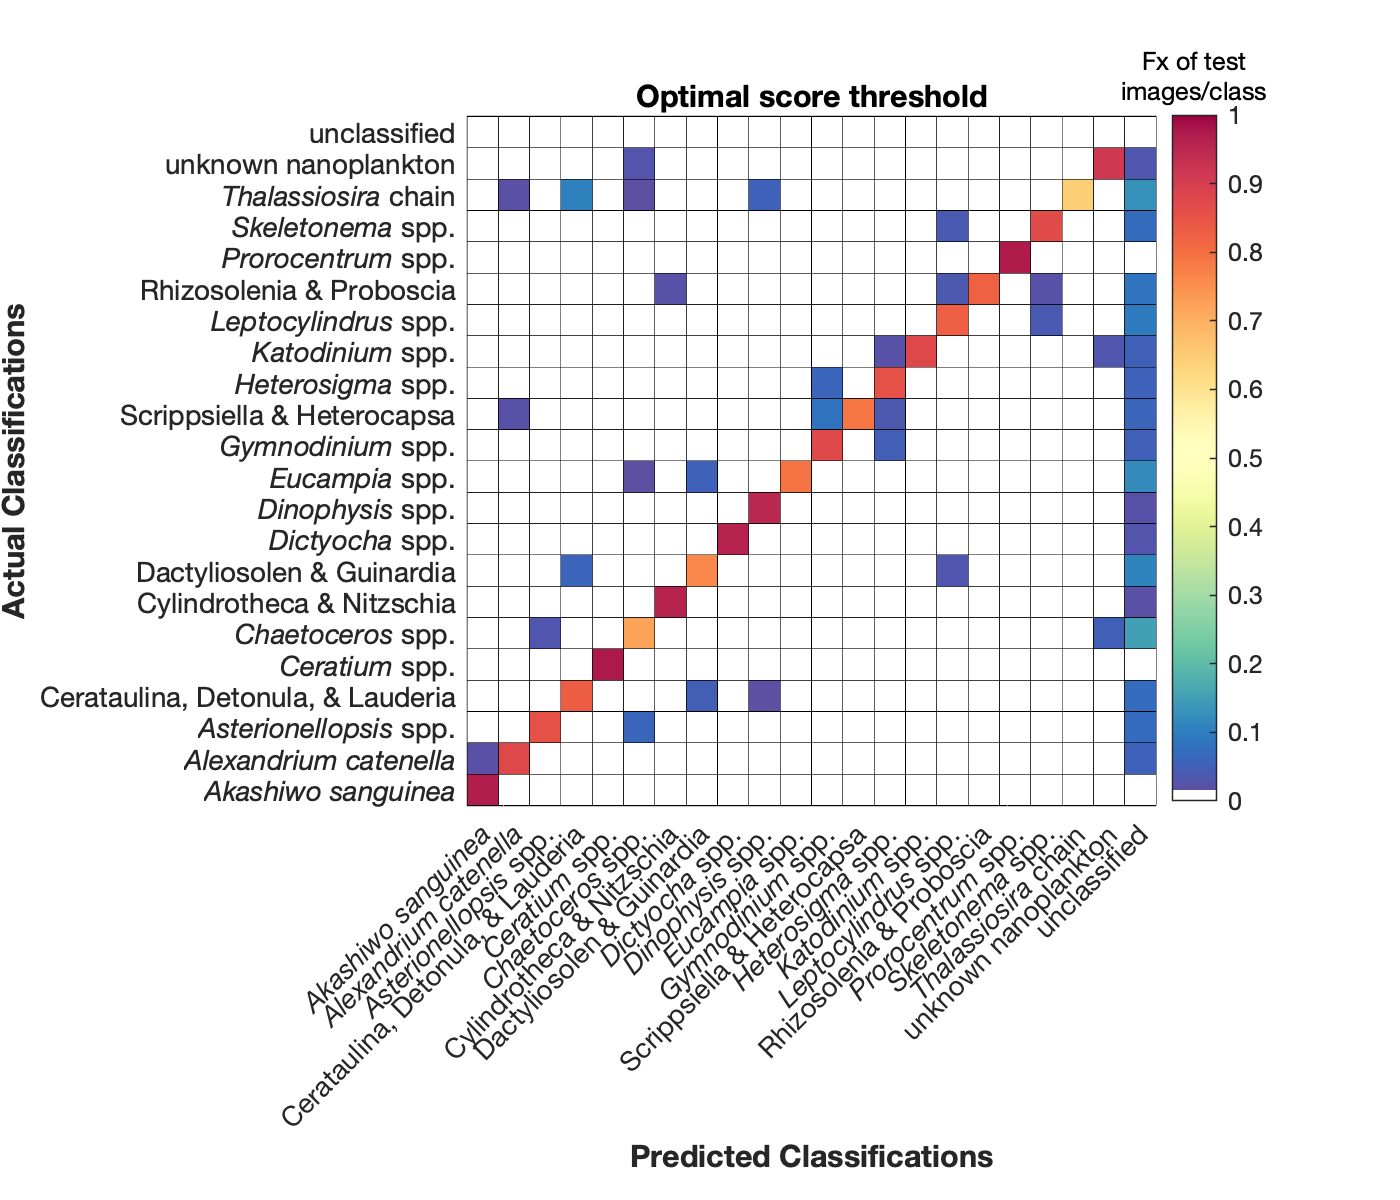 Fx of test
images/class
Optimal score threshold
unclassified
unknown nanoplankton
Thalassiosira chain
Skeletonema spp.
Prorocentrum spp.
Rhizosolenia & Proboscia
Leptocylindrus spp.
Katodinium spp.
Heterosigma spp.
Scrippsiella & Heterocapsa
Gymnodinium spp.
Eucampia spp.
Dinophysis spp.
Dictyocha spp.
Dactyliosolen & Guinardia
Cylindrotheca & Nitzschia
Chaetoceros spp.
Ceratium spp.
Cerataulina, Detonula, & Lauderia
Asterionellopsis spp.
Alexandrium catenella
Akashiwo sanguinea
Actual Classifications
1
0.9
0.8
0.7
0.6
0.5
0.4
0.3
0.2
0.1
0
Akashiwo sanguinea
Alexandrium catenella
Asterionellopsis spp.
Cerataulina, Detonula, & Lauderia
Ceratium spp.
Chaetoceros spp.
Cylindrotheca & Nitzschia
Dactyliosolen & Guinardia
Dictyocha spp.
Dinophysis spp.
Eucampia spp.
Gymnodinium spp.
Scrippsiella & Heterocapsa
Heterosigma spp.
Katodinium spp.
Leptocylindrus spp.
Rhizosolenia & Proboscia
Prorocentrum spp.
Skeletonema spp.
Thalassiosira chain
unknown nanoplankton
unclassified
Predicted Classifications